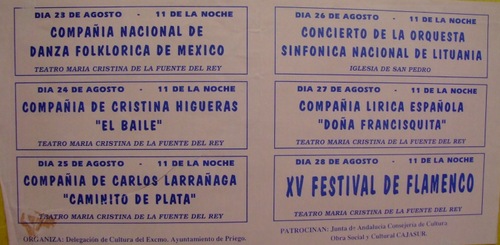 DIA 23 DE AGOSTO - 11 DE LA NOCHE
COMPAÑIA NACIONAL DE
DANZA FOLKLORICA DE MEXICO
TEATRO MARIA CRISTINA DE LA FUENTE DEL REY
DIA 24 DE AGOSTO - 11 DE LA NOCHE
COMPAÑIA DE CRISTINA HIGUERAS
"EL BAILE"
TEATRO MARIA CRISTINA DE LA FUENTE DEL REY
DIA 25 DE AGOSTO - 11 DE LA NOCHE
COMPAÑIA DE CARLOS LARRAÑAGA
"CAMINITO DE PLATA"
TEATRO MARIA CRISTINA DE LA FUENTE DEL REY
ORGANIZA: Delegación de Cultura del Excmo. Ayuntamiento de Priego.
DIA 26 DE AGOSTO - 11 DE LA NOCHE
CONCIERTO DE LA ORQUESTA
SINFONICA NACIONAL DE LITUANIA
IGLESIA DE SAN PEDRO
DIA 27 DE AGOSTO - 11 DE LA NOCHE
COMPAÑIA LIRICA ESPAÑOLA
"DOÑA FRANCISQUITA"
TEATRO MARIA CRISTINA DE LA FUENTE DEL REY
DIA 28 DE AGOSTO - 11 DE LA NOCHE
XV FESTIVAL DE FLAMENCO
TEATRO MARIA CRISTINA DE LA FUENTE DEL REY
PATROCINAN: Junta de Andalucía Consejería de Cultura
Obra Social y Cultural CAJASUR.